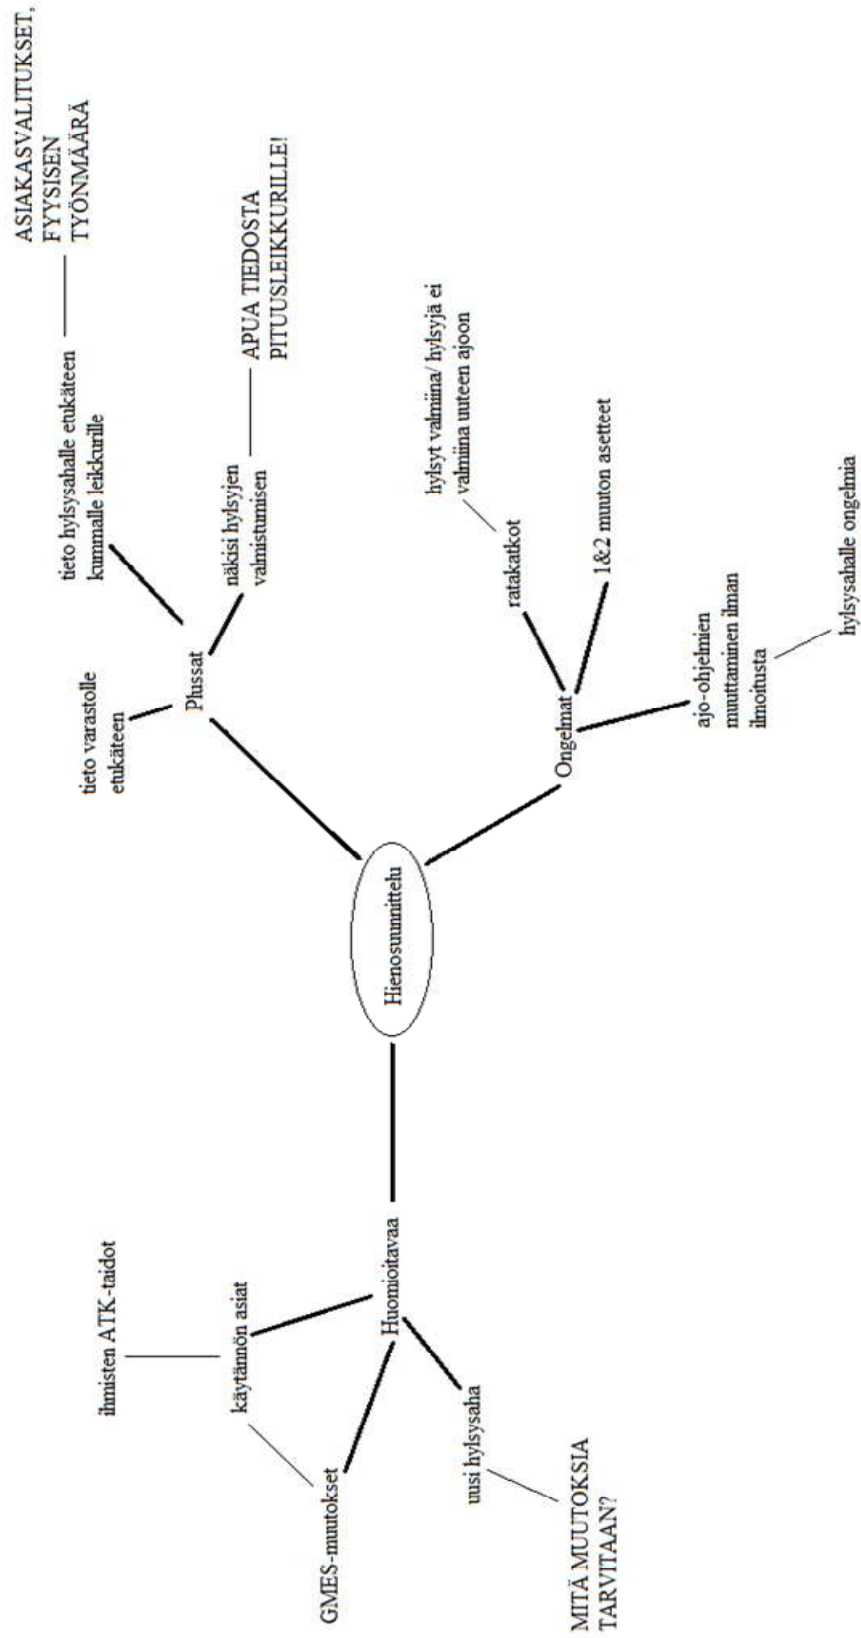 ihmisten ATK-taidot
käytännön asiat
GMES-muutokset
Huomioitavaa
uusi hylsysaha
MITÄ MUUTOKSIA
TARVITAAN?
Hienosuunnittelu
tieto varastolle
etukäteen
Plussat
tieto hylsysahalle etukäteen
kummalle leikkurille
ASIAKASVALITUKSET,
FYYSISEN
TYÖNMÄÄRÄ
näkisi hylsyjen
valmistumisen
APUA TIEDOSTA
PITUUSLEIKKURILLE!
Ongelmat
ratakatkot
hylsyt valmiina/ hylsyjä ei
valmiina uuteen ajoon
1&2 muuton asetteet
ajo-ohjelmien
muuttaminen ilman
ilmoitusta
hylsysahalle ongelmia